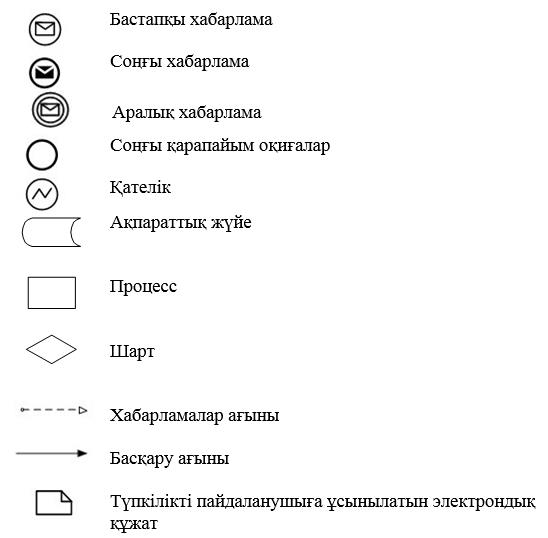 Бастапқы хабарлама
Соңғы хабарлама
Аралық хабарлама
Соңғы қарапайым оқиғалар
Қателік
Ақпараттық жүйе
Процесс
Шарт
Хабарламалар ағыны
Басқару ағыны
Түпкілікті пайдаланушыға ұсынылатын электрондық
құжат